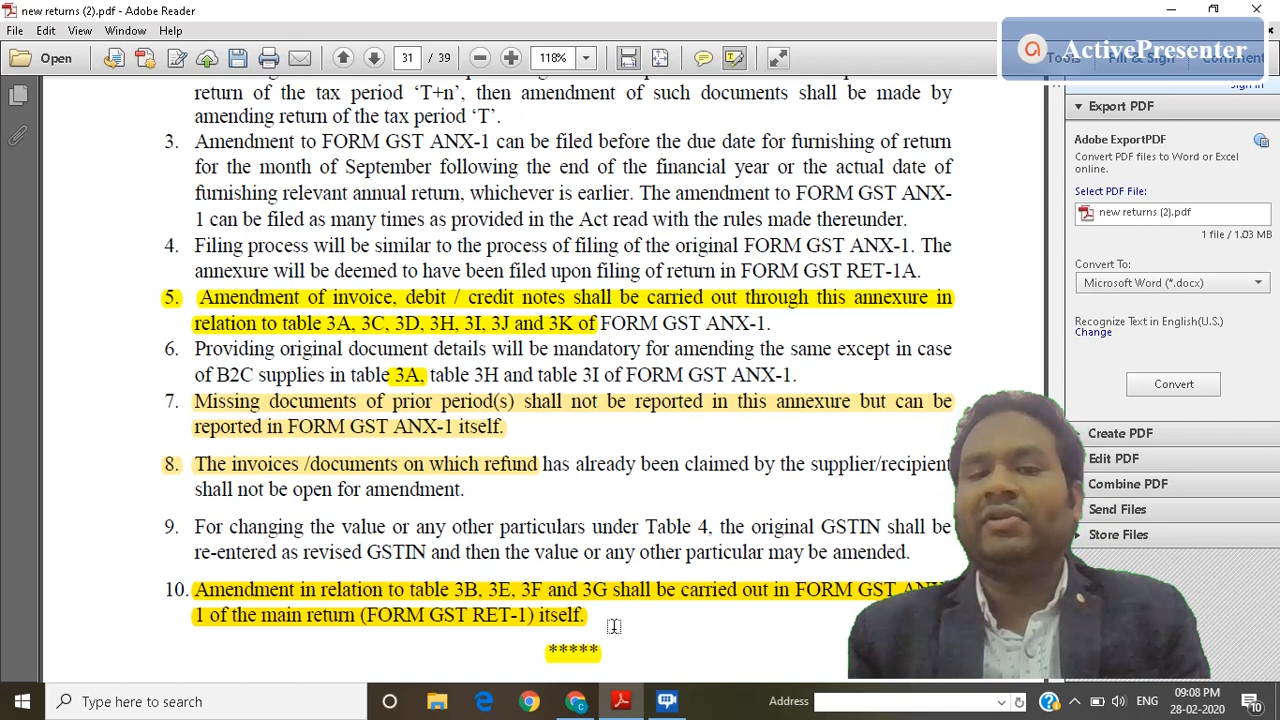 new returns (2).pdf - Adobe Reader
File Edit View Window Help
ActivePresenter
Open 31 / 39 118% Tools Fill & Sign Comment
Sign In
return of the tax period ‘T+n’, then amendment of such documents shall be made by
amending return of the tax period ‘T’.
3. Amendment to FORM GST ANX-1 can be filed before the due date for furnishing of return
for the month of September following the end of the financial year or the actual date of
furnishing relevant annual return, whichever is earlier. The amendment to FORM GST ANX-
1 can be filed as many times as provided in the Act read with the rules made thereunder.
4. Filing process will be similar to the process of filing of the original FORM GST ANX-1. The
annexure will be deemed to have been filed upon filing of return in FORM GST RET-1A.
5. Amendment of invoice, debit / credit notes shall be carried out through this annexure in
relation to table 3A, 3C, 3D, 3H, 3I, 3J and 3K of FORM GST ANX-1.
6. Providing original document details will be mandatory for amending the same except in case
of B2C supplies in table 3A, table 3H and table 3I of FORM GST ANX-1.
7. Missing documents of prior period(s) shall not be reported in this annexure but can be
reported in FORM GST ANX-1 itself.
8. The invoices /documents on which refund has already been claimed by the supplier/recipient
shall not be open for amendment.
9. For changing the value or any other particulars under Table 4, the original GSTIN shall be
re-entered as revised GSTIN and then the value or any other particular may be amended.
10. Amendment in relation to table 3B, 3E, 3F and 3G shall be carried out in FORM GST
1 of the main return (FORM GST RET-1) itself.
*****
Export PDF
Adobe ExportPDF
Convert PDF files to Word or Excel
online.
Select PDF File:
new returns (2).pdf
1 file / 1.03 MB
Convert To:
Microsoft Word (*.docx)
Recognize Text in English(U.S.)
Change
Convert
Create PDF
Edit PDF
Combine PDF
Send Files
Store Files
Type here to search
Address
ENG
09:08 PM
28-02-2020
10